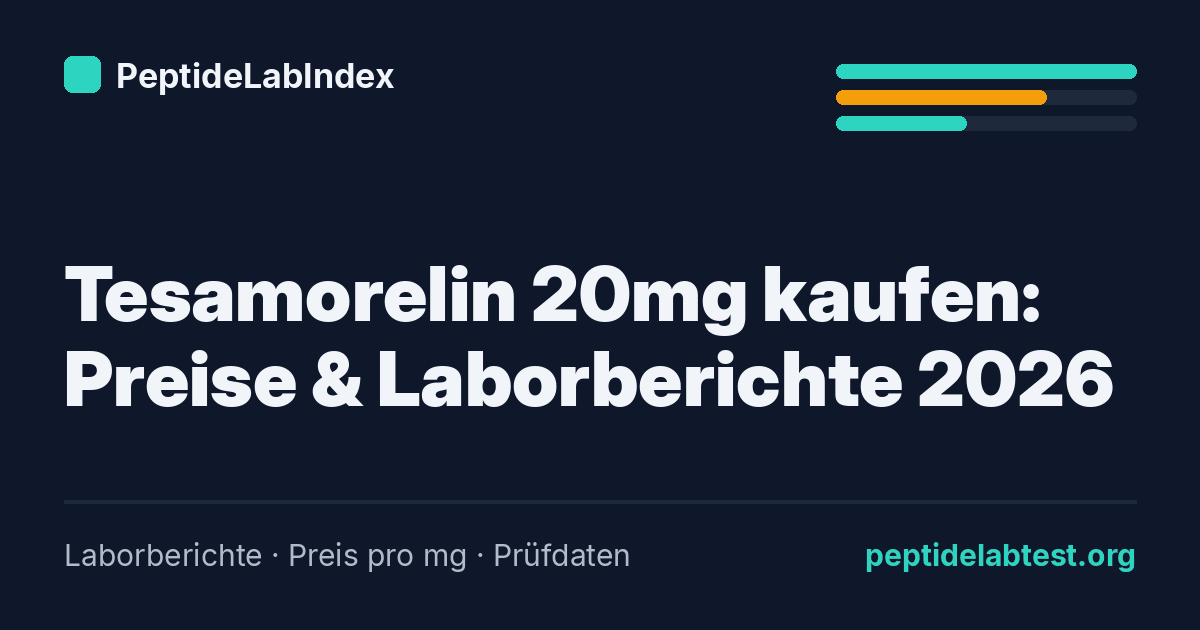 PeptideLabIndex
Tesamorelin 20mg kaufen:
Preise & Laborberichte 2026
Laborberichte · Preis pro mg · Prüfdaten
peptidelabtest.org